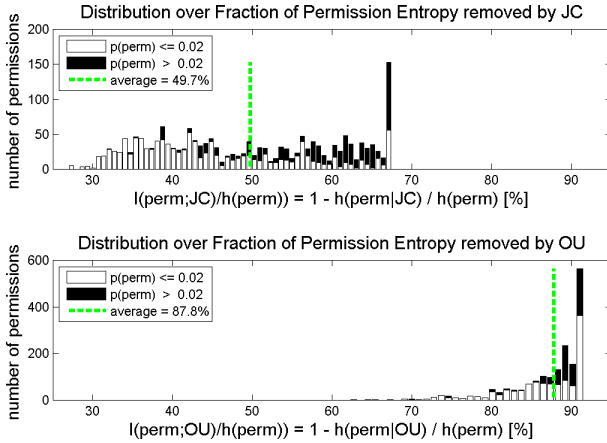 Distribution over Fraction of Permission Entropy removed by JC
number of permissions
200
150
100
50
0
p(perm) <= 0.02
p(perm) > 0.02
average = 49.7%
30 40 50 60 70 80 90
I(perm;JC)/h(perm)) = 1 - h(perm|JC) / h(perm) [%]
Distribution over Fraction of Permission Entropy removed by OU
number of permissions
600
400
200
0
p(perm) <= 0.02
p(perm) > 0.02
average = 87.8%
30 40 50 60 70 80 90
I(perm;OU)/h(perm)) = 1 - h(perm|OU) / h(perm) [%]